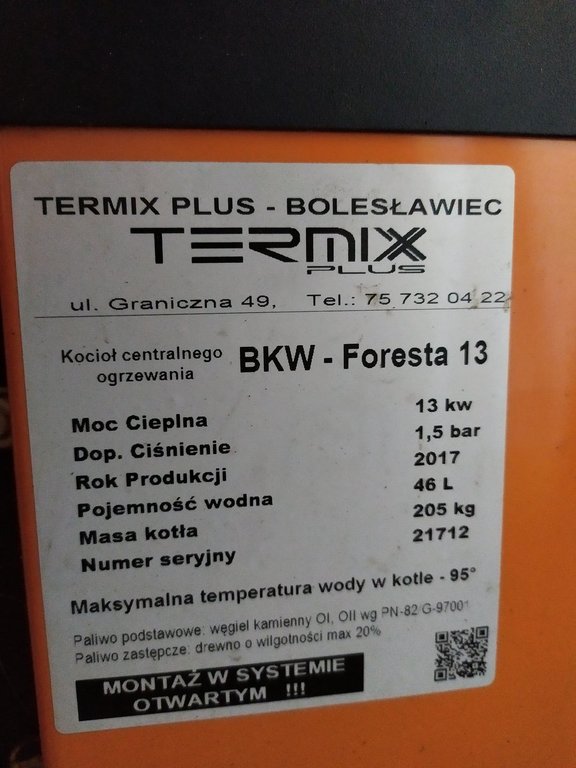 TERMIX PLUS - BOLESŁAWIEC
TERMIX
PLUS
ul. Graniczna 49, Tel.: 75 732 04 22
Kocioł centralnego
ogrzewania
BKW - Foresta 13
Moc Cieplna 13 kw
Dop. Ciśnienie 1,5 bar
Rok Produkcji 2017
Pojemność wodna 46 L
Masa kotła 205 kg
Numer seryjny 21712
Maksymalna temperatura wody w kotle - 95°
Paliwo podstawowe: węgiel kamienny OI, OII wg PN-82/G-97001
Paliwo zastępcze: drewno o wilgotności max 20%
MONTAŻ W SYSTEMIE
OTWARTYM !!!